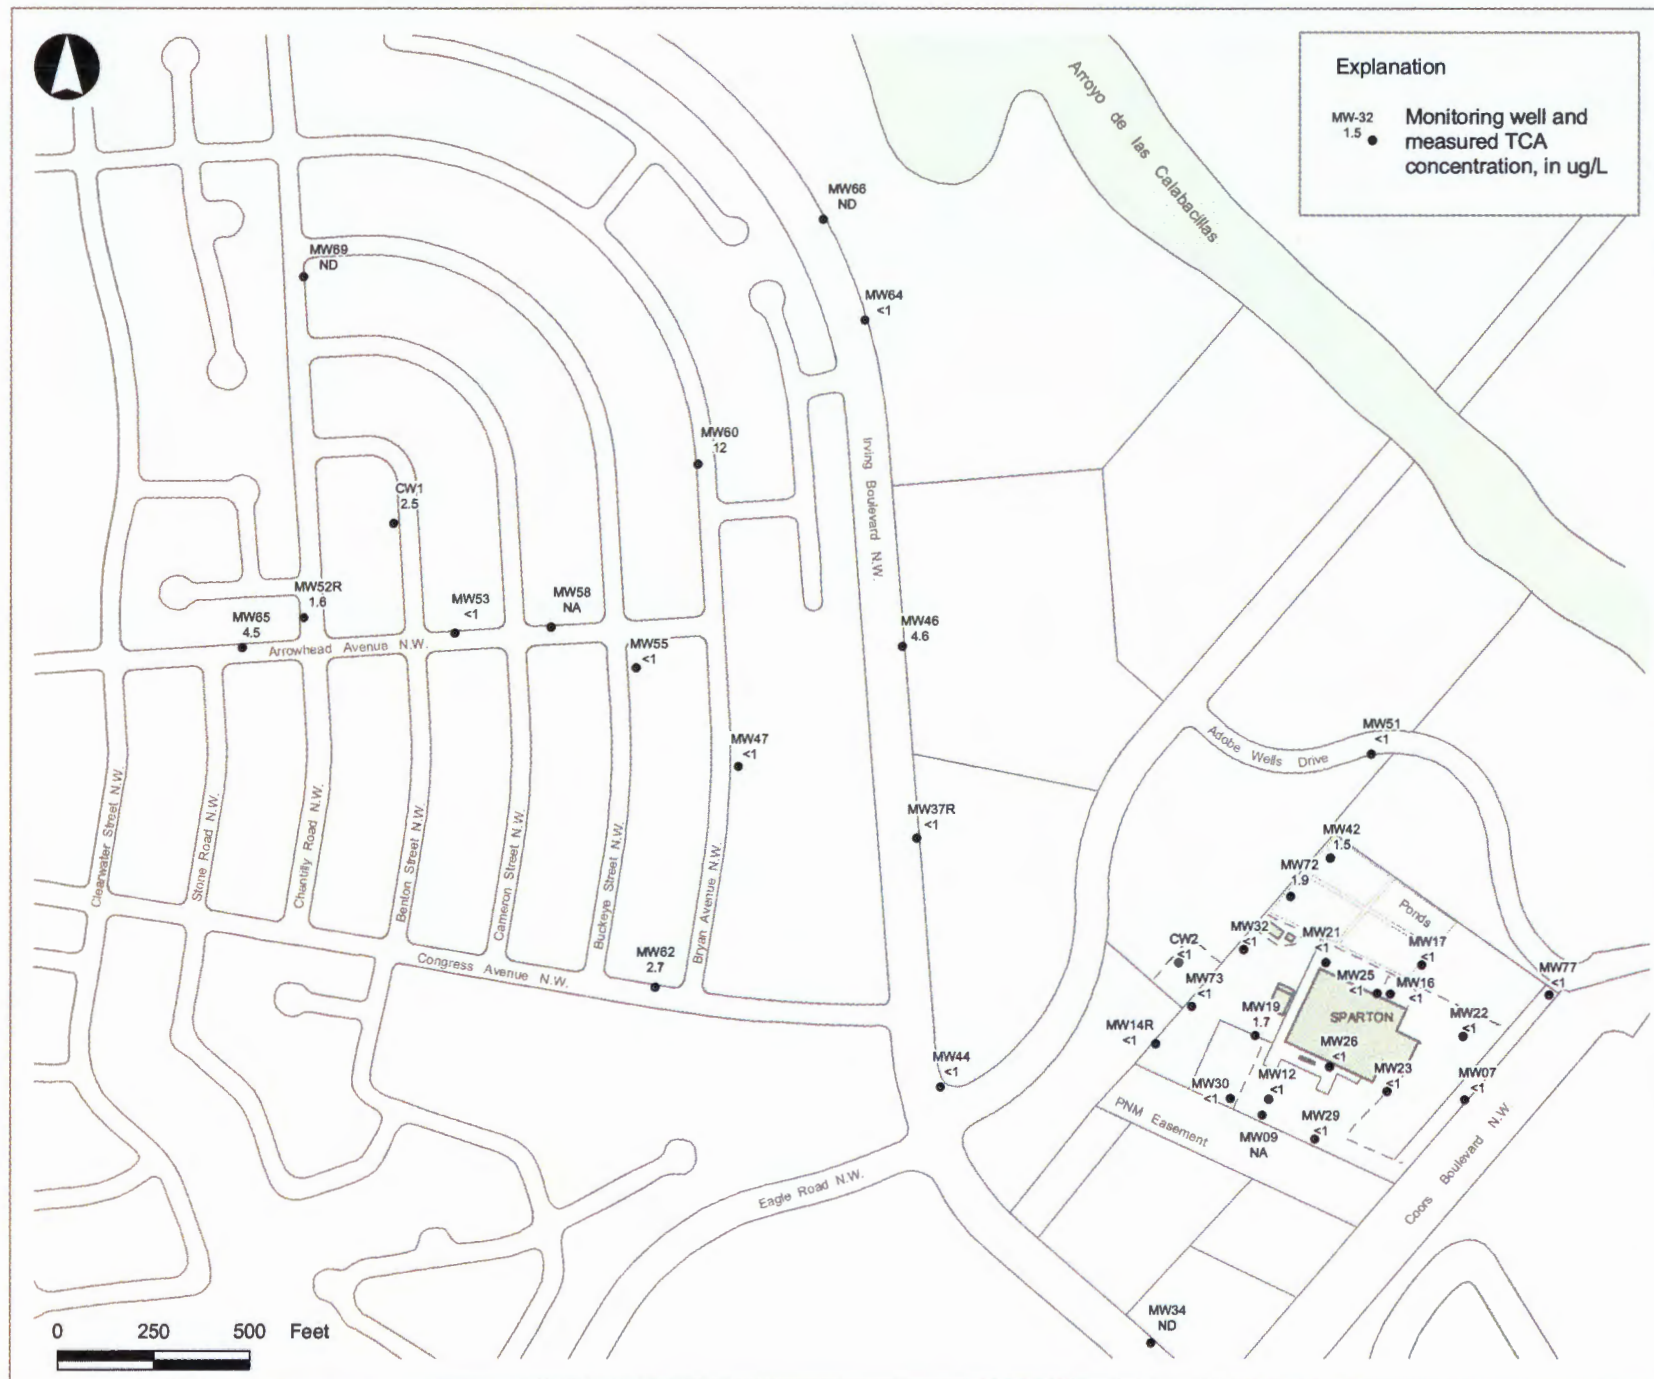 Explanation
MW-32
1.5
Monitoring well and
measured TCA
concentration, in ug/L
Arroyo de las Calabacillas
MW66
ND
MW69
ND
MW64
<1
MW60
12
Irving Boulevard N.W.
CW1
2.5
MW52R
1.6
MW65
4.5
MW53
<1
MW58
NA
MW55
<1
MW46
4.6
Arrowhead Avenue N.W.
MW47
<1
MW51
<1
Adobe Wells Drive
MW37R
<1
MW42
1.5
MW72
1.9
Ponds
Clearwater Street N.W.
Stone Road N.W.
Chantilly Road N.W.
Benton Street N.W.
Cameron Street N.W.
Buckeye Street N.W.
Bryan Avenue N.W.
MW32
<1
MW21
<1
MW17
<1
CW2
<1
MW62
2.7
Congress Avenue N.W.
MW25
<1
MW16
<1
MW77
<1
MW73
<1
MW19
1.7
SPARTON
MW22
<1
MW14R
<1
MW26
<1
MW44
<1
MW12
<1
MW23
<1
MW07
<1
MW30
<1
MW29
<1
PNM Easement
MW09
NA
Coors Boulevard N.W.
Eagle Road N.W.
MW34
ND
0 250 500 Feet